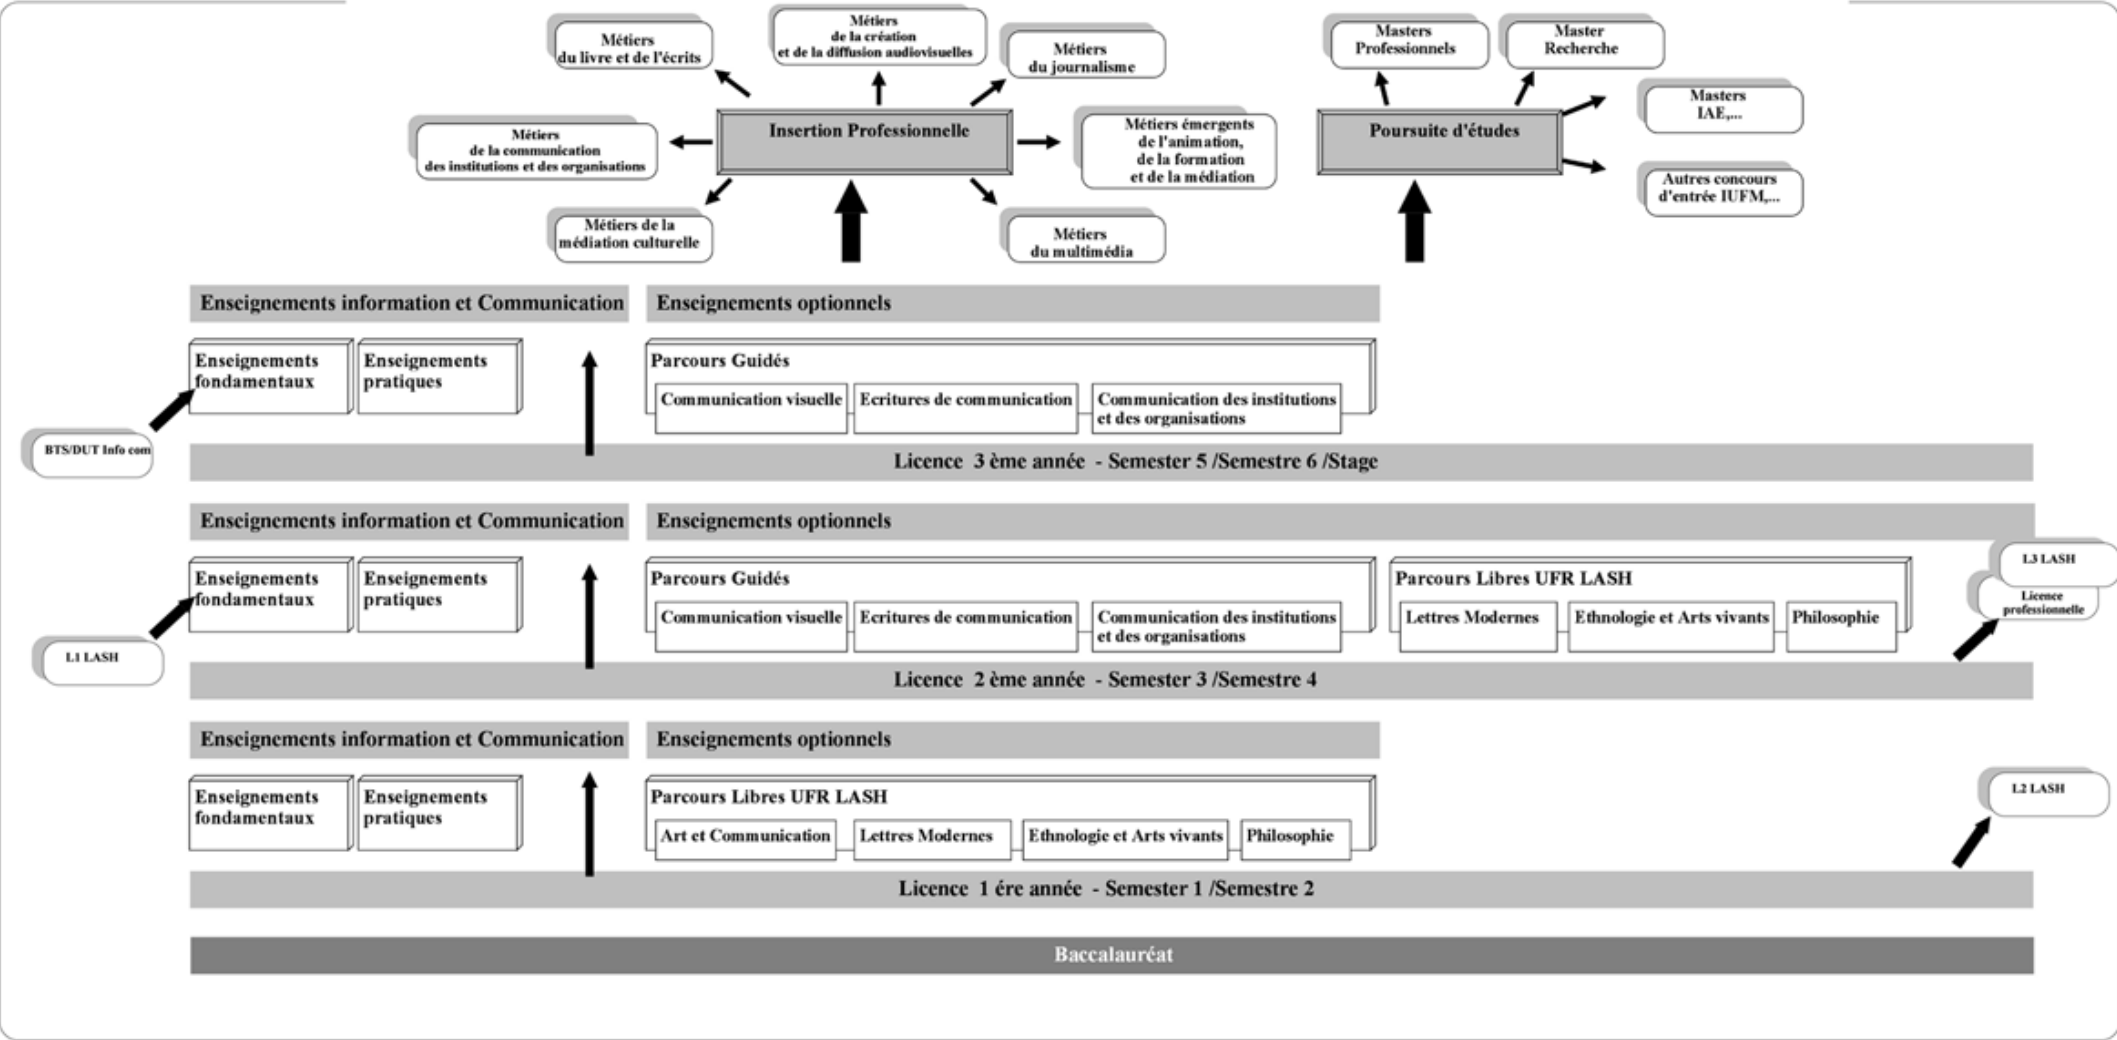 Métiers
du livre et de l'écrits
Métiers
de la création
et de la diffusion audiovisuelles
Métiers
du journalisme
Masters
Professionnels
Master
Recherche
Masters
IAE,...
Métiers
de la communication
des institutions et des organisations
Insertion Professionnelle
Métiers émergents
de l'animation,
de la formation
et de la médiation
Poursuite d'études
Autres concours
d'entrée IUFM,...
Métiers de la
médiation culturelle
Métiers
du multimédia
Enseignements information et Communication
Enseignements optionnels
Enseignements
fondamentaux
Enseignements
pratiques
Parcours Guidés
Communication visuelle
Ecritures de communication
Communication des institutions
et des organisations
BTS/DUT Info com
Licence 3 ème année - Semester 5 /Semestre 6 /Stage
Enseignements information et Communication
Enseignements optionnels
Enseignements
fondamentaux
Enseignements
pratiques
Parcours Guidés
Communication visuelle
Ecritures de communication
Communication des institutions
et des organisations
Parcours Libres UFR LASH
Lettres Modernes
Ethnologie et Arts vivants
Philosophie
L3 LASH
Licence
professionnelle
L1 LASH
Licence 2 ème année - Semester 3 /Semestre 4
Enseignements information et Communication
Enseignements optionnels
Enseignements
fondamentaux
Enseignements
pratiques
Parcours Libres UFR LASH
Art et Communication
Lettres Modernes
Ethnologie et Arts vivants
Philosophie
L2 LASH
Licence 1 ére année - Semester 1 /Semestre 2
Baccalauréat